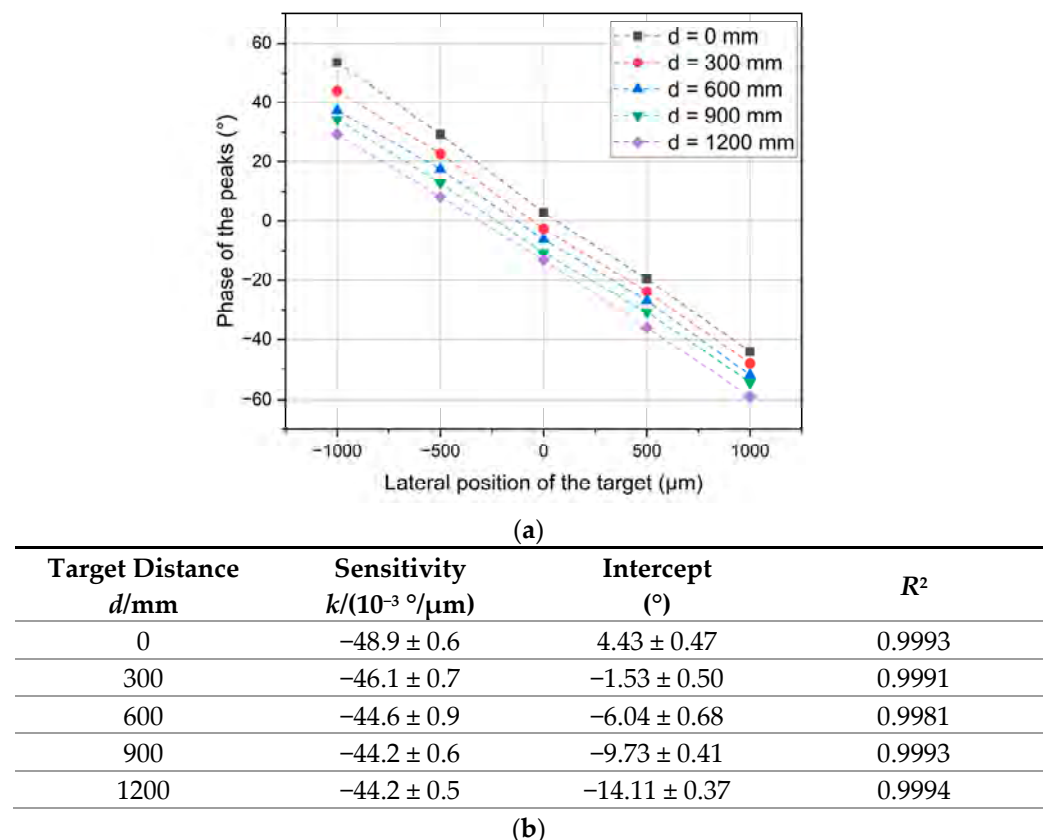 60
40
20
0
−20
−40
−60
Phase of the peaks (°)
d = 0 mm
d = 300 mm
d = 600 mm
d = 900 mm
d = 1200 mm
−1000 −500 0 500 1000
Lateral position of the target (μm)
(a)
Target Distance Sensitivity Intercept R²
d/mm k/(10⁻³ °/μm) (°)
0 −48.9 ± 0.6 4.43 ± 0.47 0.9993
300 −46.1 ± 0.7 −1.53 ± 0.50 0.9991
600 −44.6 ± 0.9 −6.04 ± 0.68 0.9981
900 −44.2 ± 0.6 −9.73 ± 0.41 0.9993
1200 −44.2 ± 0.5 −14.11 ± 0.37 0.9994
(b)